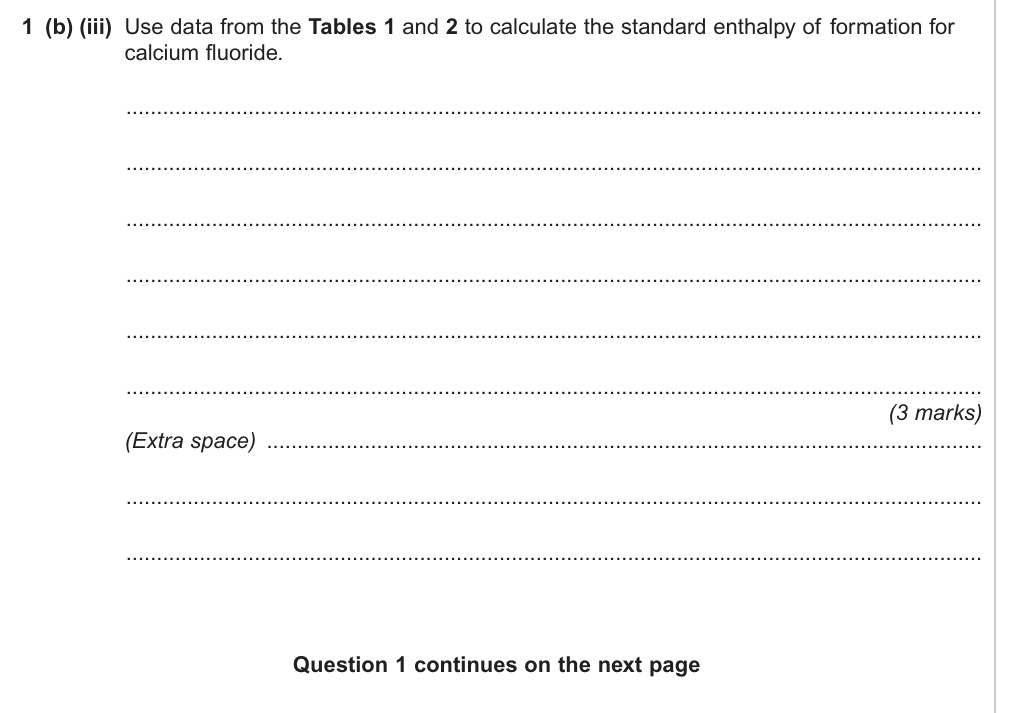 1 (b) (iii) Use data from the Tables 1 and 2 to calculate the standard enthalpy of formation for
calcium fluoride.
....................................................................................................................................
....................................................................................................................................
....................................................................................................................................
....................................................................................................................................
....................................................................................................................................
....................................................................................................................................
(3 marks)
(Extra space) ..............................................................................................................
....................................................................................................................................
....................................................................................................................................
Question 1 continues on the next page